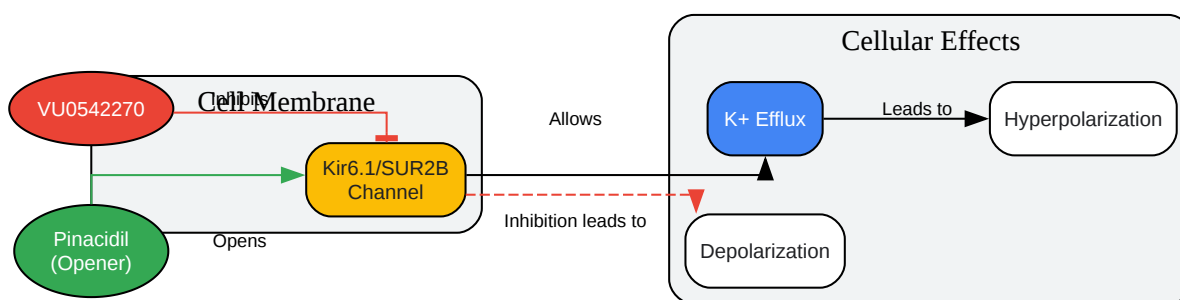 Cellular Effects
VU0542270
Inhibits
Cell Membrane
Allows
K+ Efflux
Leads to
Hyperpolarization
Kir6.1/SUR2B
Channel
Inhibition leads to
Pinacidil
(Opener)
Opens
Depolarization